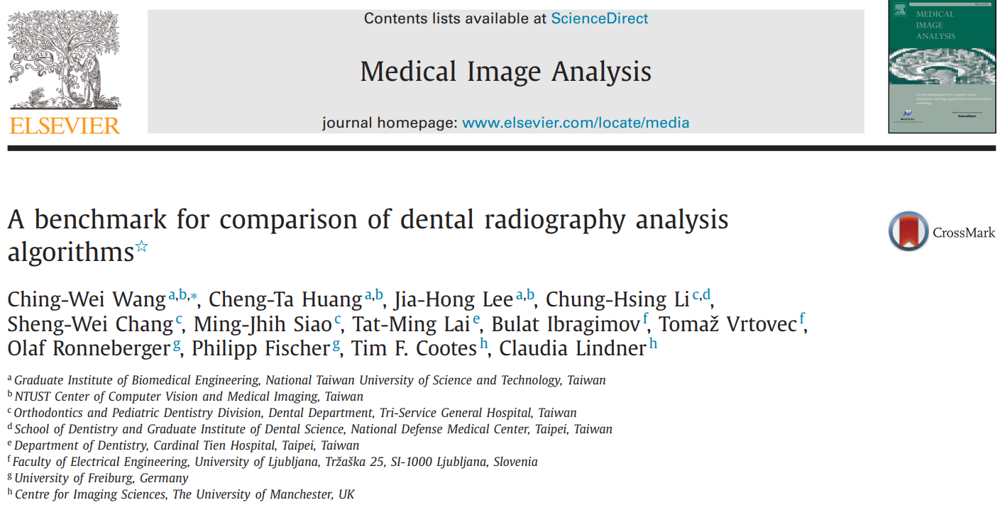 Contents lists available at ScienceDirect
Medical Image Analysis
journal homepage: www.elsevier.com/locate/media
NON SOLUS
ELSEVIER
MEDICAL
IMAGE
ANALYSIS
MICCAI
ScienceDirect
A benchmark for comparison of dental radiography analysis
algorithms☆
CrossMark
Ching-Wei Wang a,b,*, Cheng-Ta Huang a,b, Jia-Hong Lee a,b, Chung-Hsing Li c,d,
Sheng-Wei Chang c, Ming-Jhih Siao c, Tat-Ming Lai e, Bulat Ibragimov f, Tomaž Vrtovec f,
Olaf Ronneberger g, Philipp Fischer g, Tim F. Cootes h, Claudia Lindner h
a Graduate Institute of Biomedical Engineering, National Taiwan University of Science and Technology, Taiwan
b NTUST Center of Computer Vision and Medical Imaging, Taiwan
c Orthodontics and Pediatric Dentistry Division, Dental Department, Tri-Service General Hospital, Taiwan
d School of Dentistry and Graduate Institute of Dental Science, National Defense Medical Center, Taipei, Taiwan
e Department of Dentistry, Cardinal Tien Hospital, Taipei, Taiwan
f Faculty of Electrical Engineering, University of Ljubljana, Tržaška 25, SI-1000 Ljubljana, Slovenia
g University of Freiburg, Germany
h Centre for Imaging Sciences, The University of Manchester, UK